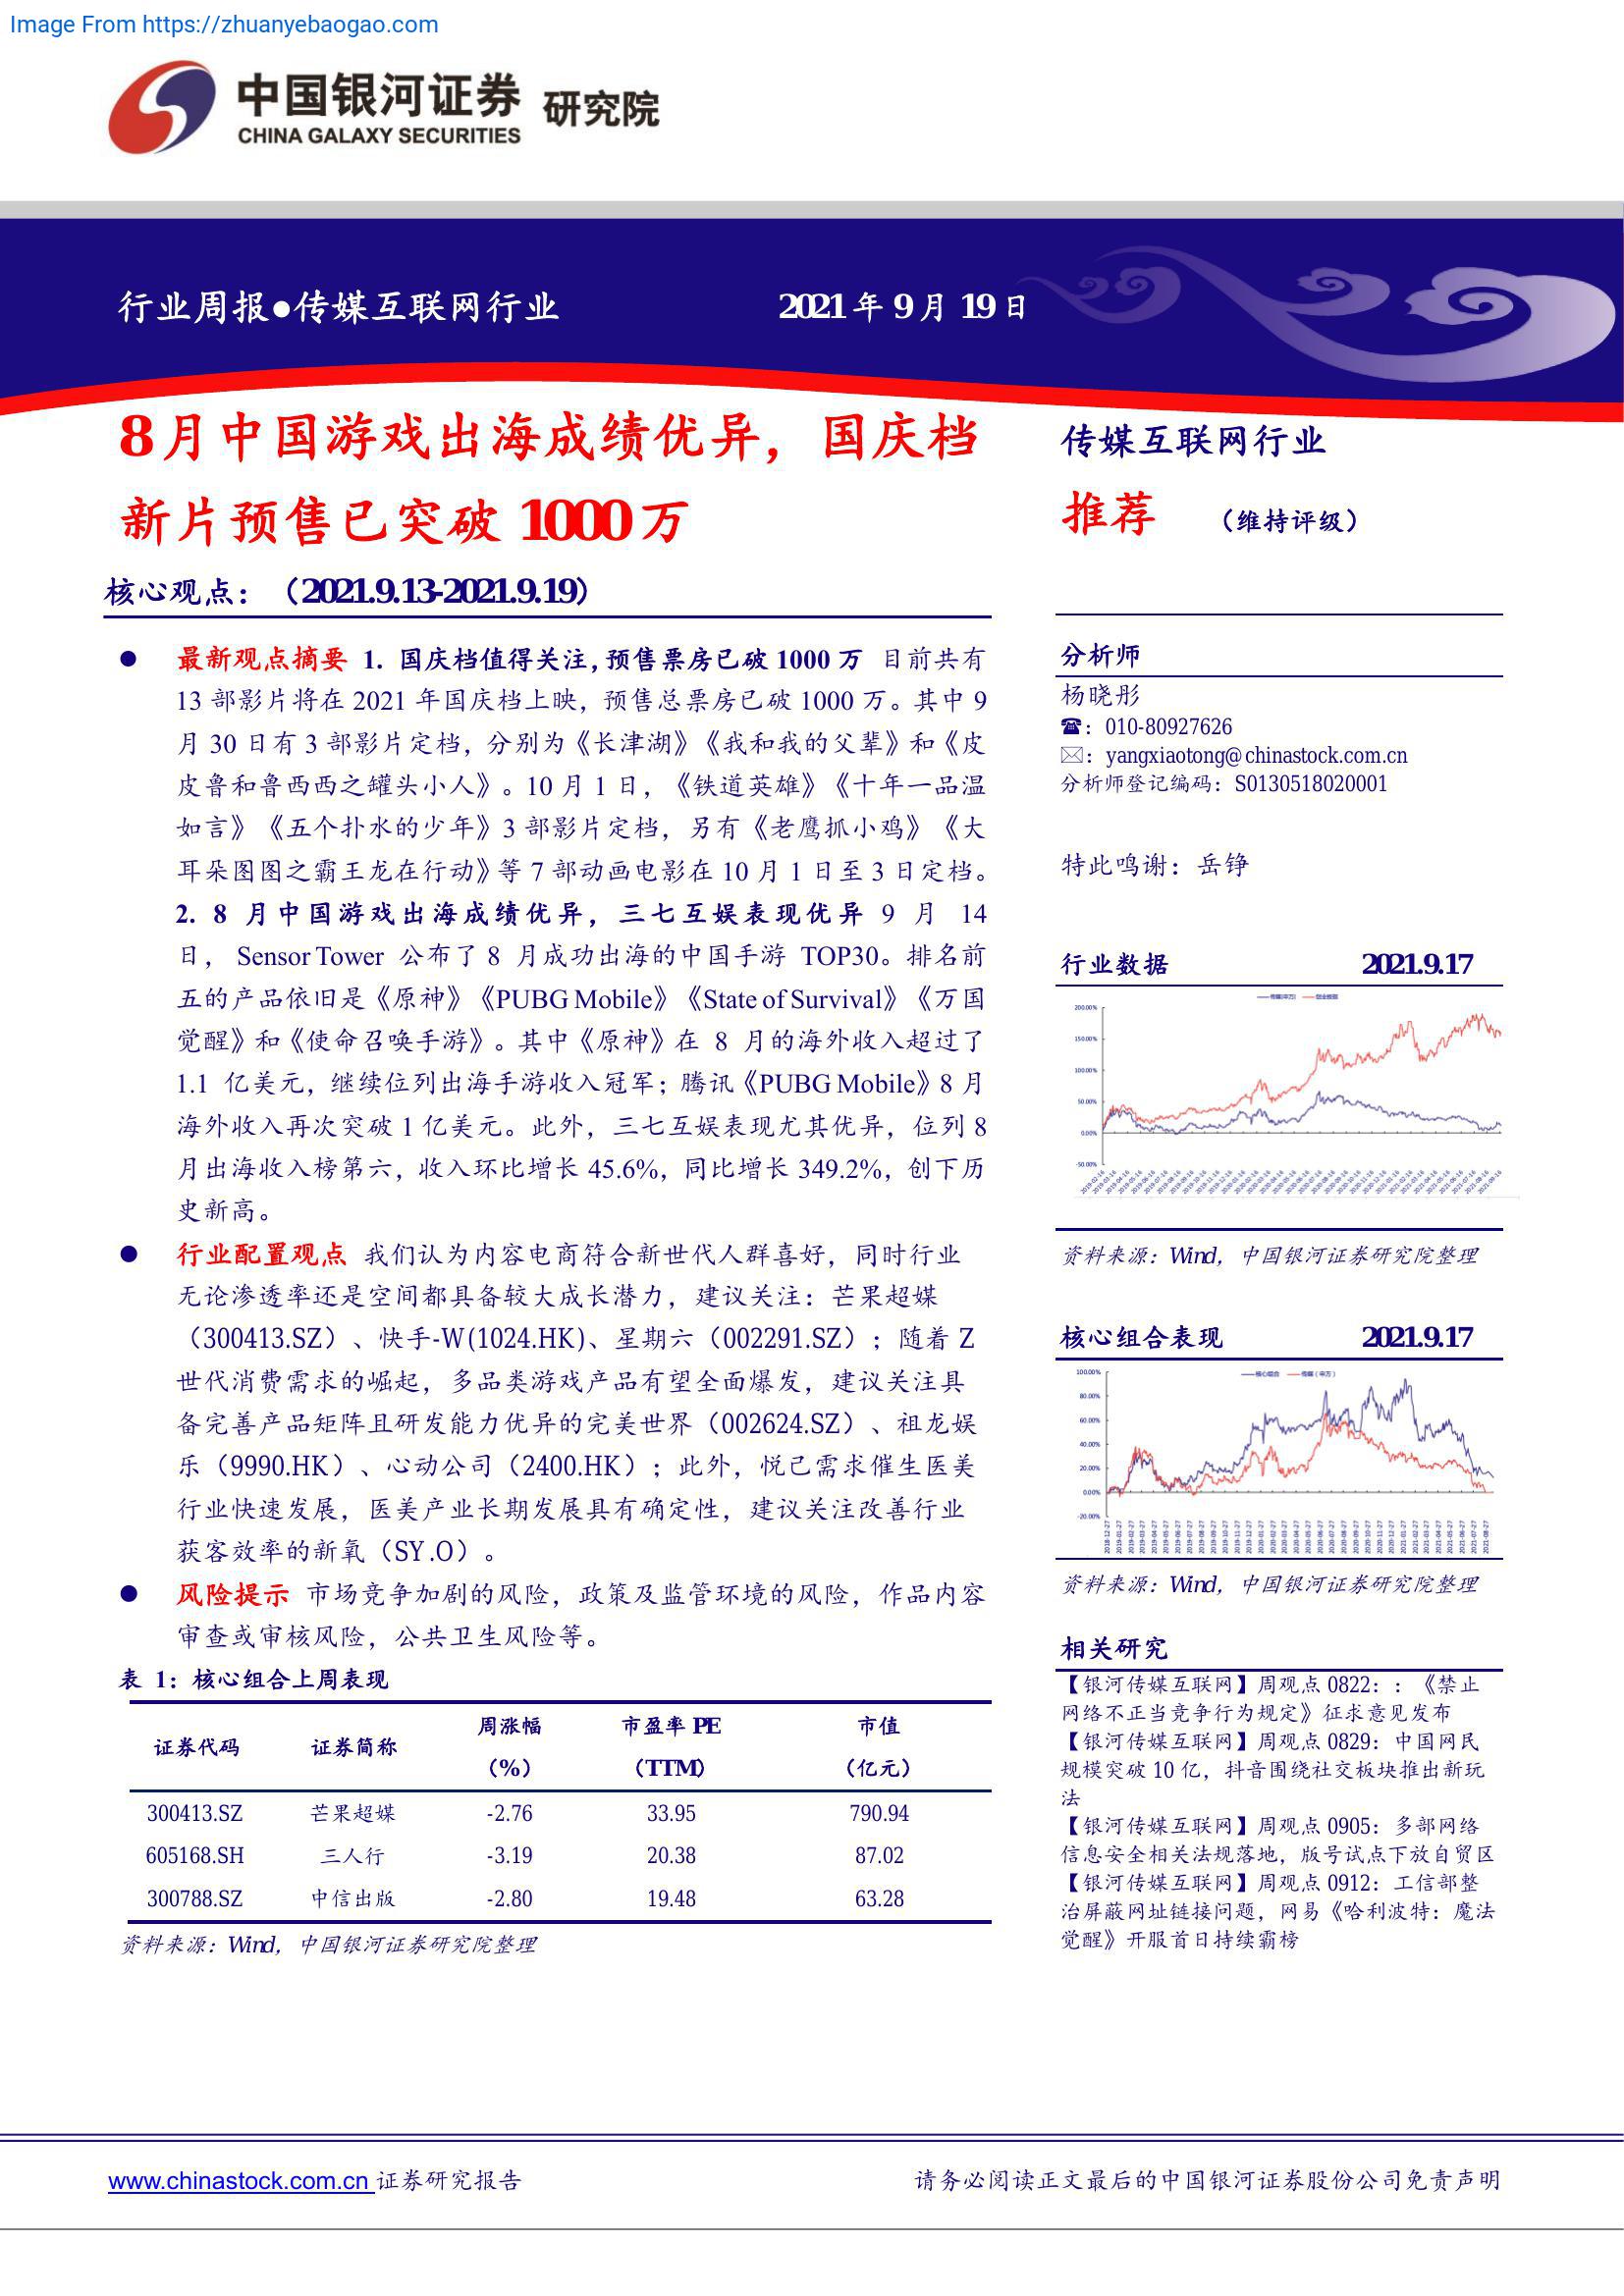 Image From https://zhuanyebaogao.com
中国银河证券 研究院
CHINA GALAXY SECURITIES
行业周报●传媒互联网行业 2021年9月19日
8月中国游戏出海成绩优异，国庆档
新片预售已突破1000万
核心观点：（2021.9.13-2021.9.19）
● 最新观点摘要 1. 国庆档值得关注，预售票房已破1000万 目前共有
13部影片将在2021年国庆档上映，预售总票房已破1000万。其中9
月30日有3部影片定档，分别为《长津湖》《我和我的父辈》和《皮
皮鲁和鲁西西之罐头小人》。10月1日，《铁道英雄》《十年一品温
如言》《五个扑水的少年》3部影片定档，另有《老鹰抓小鸡》《大
耳朵图图之霸王龙在行动》等7部动画电影在10月1日至3日定档。
2. 8月中国游戏出海成绩优异，三七互娱表现优异 9月14
日，Sensor Tower 公布了8月成功出海的中国手游 TOP30。排名前
五的产品依旧是《原神》《PUBG Mobile》《State of Survival》《万国
觉醒》和《使命召唤手游》。其中《原神》在8月的海外收入超过了
1.1亿美元，继续位列出海手游收入冠军；腾讯《PUBG Mobile》8月
海外收入再次突破1亿美元。此外，三七互娱表现尤其优异，位列8
月出海收入榜第六，收入环比增长45.6%，同比增长349.2%，创下历
史新高。
● 行业配置观点 我们认为内容电商符合新世代人群喜好，同时行业
无论渗透率还是空间都具备较大成长潜力，建议关注：芒果超媒
（300413.SZ）、快手-W(1024.HK)、星期六（002291.SZ）；随着Z
世代消费需求的崛起，多品类游戏产品有望全面爆发，建议关注具
备完善产品矩阵且研发能力优异的完美世界（002624.SZ）、祖龙娱
乐（9990.HK）、心动公司（2400.HK）；此外，悦己需求催生医美
行业快速发展，医美产业长期发展具有确定性，建议关注改善行业
获客效率的新氧（SY.O）。
● 风险提示 市场竞争加剧的风险，政策及监管环境的风险，作品内容
审查或审核风险，公共卫生风险等。
表 1：核心组合上周表现
证券代码 证券简称 周涨幅（%） 市盈率PE（TTM） 市值（亿元）
300413.SZ 芒果超媒 -2.76 33.95 790.94
605168.SH 三人行 -3.19 20.38 87.02
300788.SZ 中信出版 -2.80 19.48 63.28
资料来源：Wind，中国银河证券研究院整理
传媒互联网行业
推荐 （维持评级）
分析师
杨晓彤
☎：010-80927626
✉：yangxiaotong@chinastock.com.cn
分析师登记编码：S0130518020001
特此鸣谢：岳铮
行业数据 2021.9.17
传媒(申万) 创业板指
200.00%
150.00%
100.00%
50.00%
0.00%
-50.00%
资料来源：Wind，中国银河证券研究院整理
核心组合表现 2021.9.17
核心组合 传媒（申万）
100.00%
80.00%
60.00%
40.00%
20.00%
0.00%
-20.00%
资料来源：Wind，中国银河证券研究院整理
相关研究
【银河传媒互联网】周观点0822：：《禁止
网络不正当竞争行为规定》征求意见发布
【银河传媒互联网】周观点0829：中国网民
规模突破10亿，抖音围绕社交板块推出新玩
法
【银河传媒互联网】周观点0905：多部网络
信息安全相关法规落地，版号试点下放自贸区
【银河传媒互联网】周观点0912：工信部整
治屏蔽网址链接问题，网易《哈利波特：魔法
觉醒》开服首日持续霸榜
www.chinastock.com.cn 证券研究报告
请务必阅读正文最后的中国银河证券股份公司免责声明